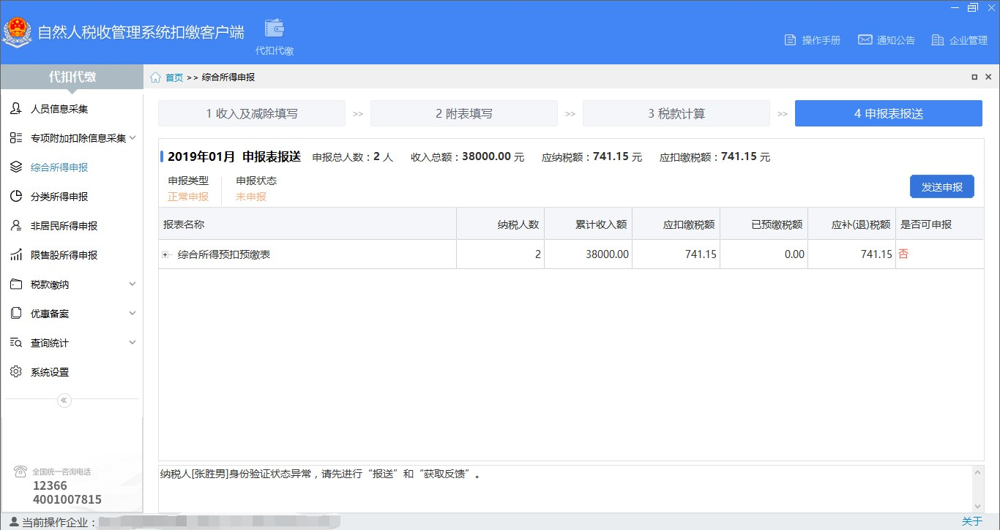 自然人税收管理系统扣缴客户端
代扣代缴
操作手册 通知公告 企业管理
代扣代缴
首页 >> 综合所得申报
人员信息采集
专项附加扣除信息采集
综合所得申报
分类所得申报
非居民所得申报
限售股所得申报
税款缴纳
优惠备案
查询统计
系统设置
全国统一咨询电话
12366
4001007815
1 收入及减除填写 >> 2 附表填写 >> 3 税款计算 >> 4 申报表报送
2019年01月 申报表报送 申报总人数：2 人 收入总额：38000.00 元 应纳税额：741.15 元 应扣缴税额：741.15 元
申报类型 申报状态
正常申报 未申报
发送申报
报表名称 纳税人数 累计收入额 应扣缴税额 已预缴税额 应补(退)税额 是否可申报
综合所得预扣预缴表 2 38000.00 741.15 0.00 741.15 否
纳税人[张胜男]身份验证状态异常，请先进行“报送”和“获取反馈”。
当前操作企业：
关于